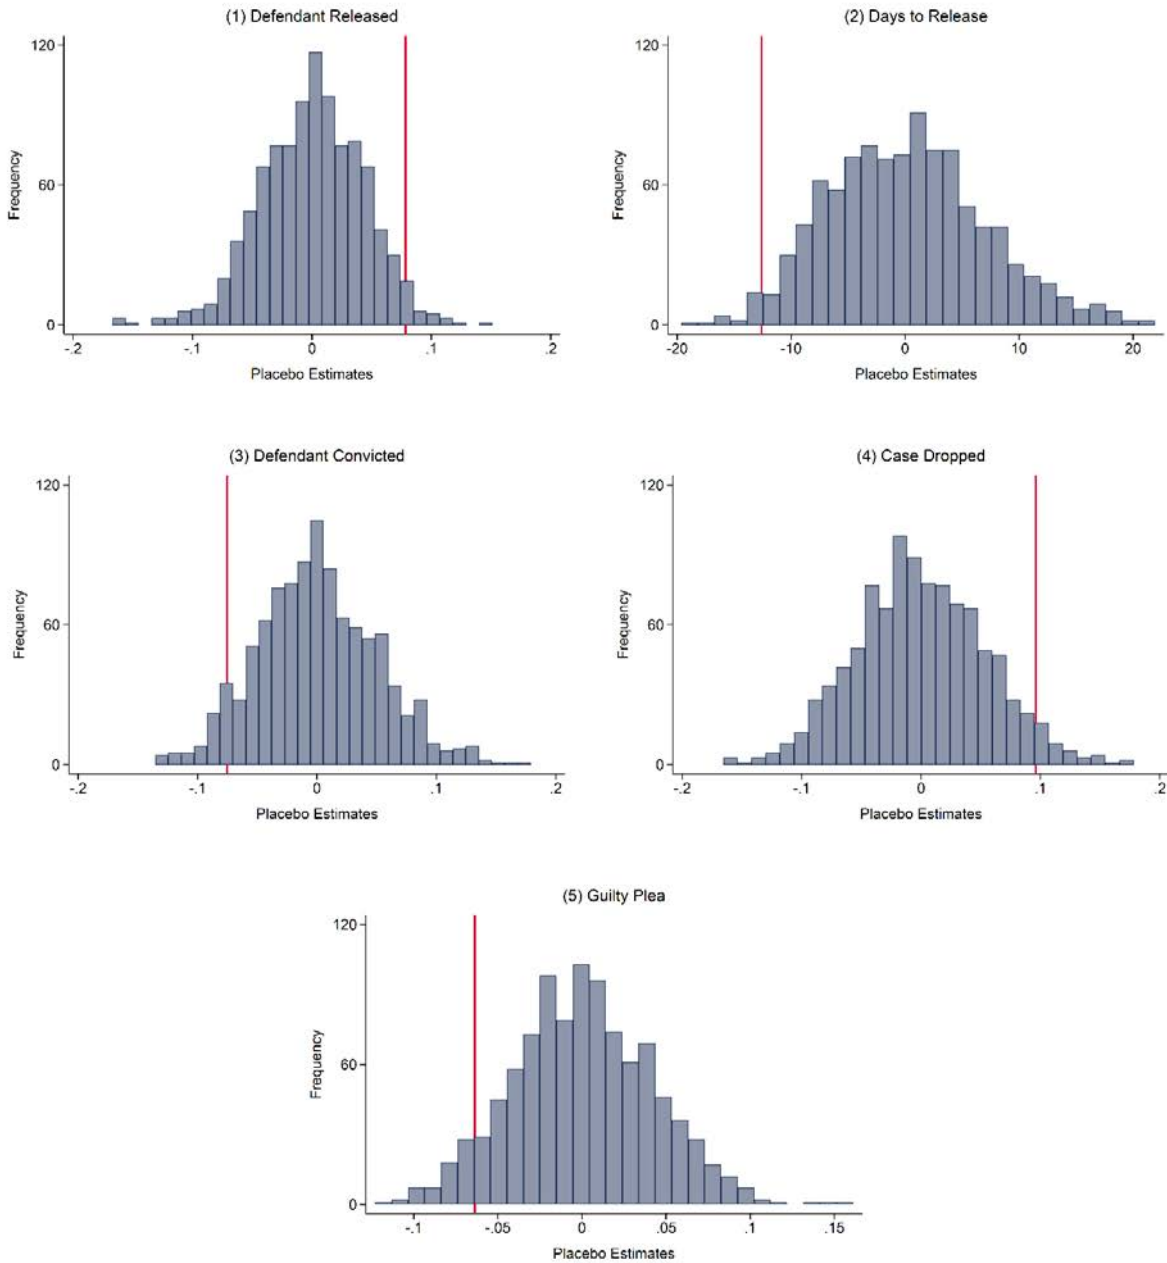 (1) Defendant Released
120
60
0
Frequency
-.2 -.1 0 .1 .2
Placebo Estimates
(2) Days to Release
120
60
0
Frequency
-20 -10 0 10 20
Placebo Estimates
(3) Defendant Convicted
120
60
0
Frequency
-.2 -.1 0 .1 .2
Placebo Estimates
(4) Case Dropped
120
60
0
Frequency
-.2 -.1 0 .1 .2
Placebo Estimates
(5) Guilty Plea
120
60
0
Frequency
-.1 -.05 0 .05 .1 .15
Placebo Estimates